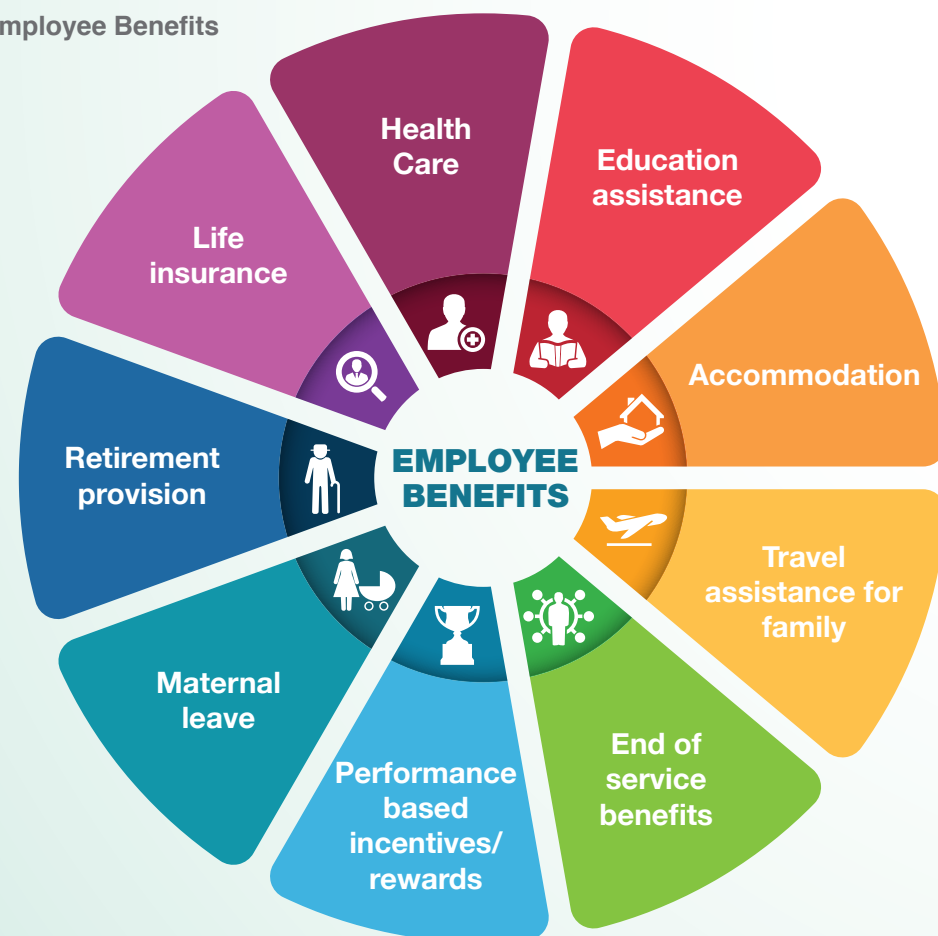 mployee Benefits
Health
Care
Education
assistance
Accommodation
Travel
assistance for
family
End of
service
benefits
Performance
based
incentives/
rewards
Maternal
leave
Retirement
provision
Life
insurance
EMPLOYEE
BENEFITS